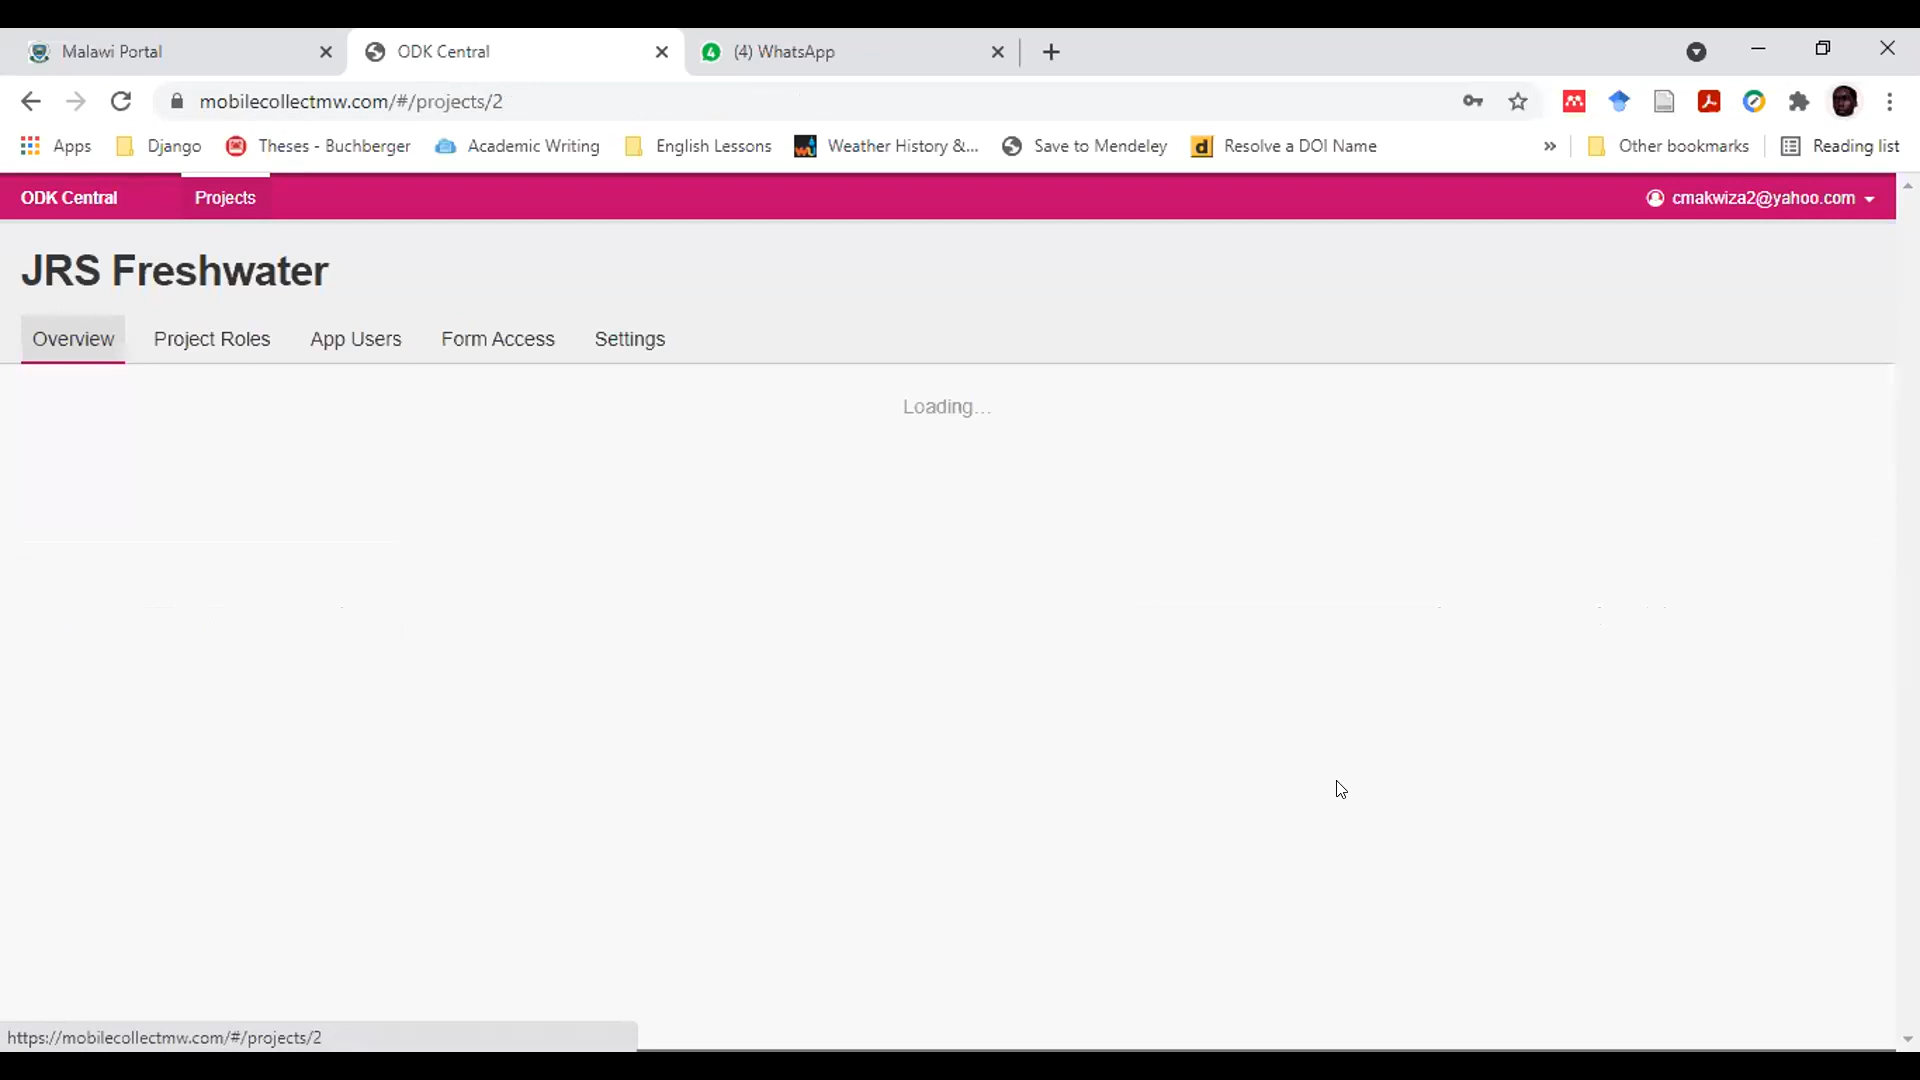 Malawi Portal
ODK Central
4 (4) WhatsApp
mobilecollectmw.com/#/projects/2
Apps Django Theses - Buchberger Academic Writing English Lessons Weather History &... Save to Mendeley d Resolve a DOI Name » Other bookmarks Reading list
ODK Central Projects cmakwiza2@yahoo.com
JRS Freshwater
Overview Project Roles App Users Form Access Settings
Loading...
https://mobilecollectmw.com/#/projects/2